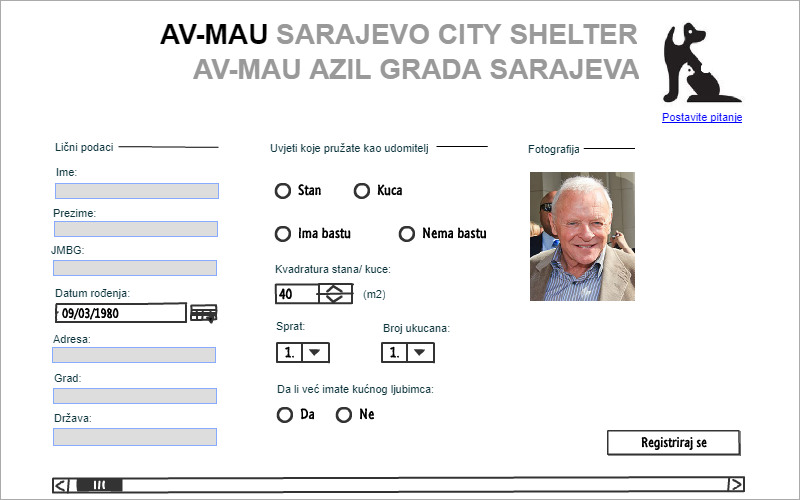 AV-MAU SARAJEVO CITY SHELTER
AV-MAU AZIL GRADA SARAJEVA
Postavite pitanje
Lični podaci
Ime:
Prezime:
JMBG:
Datum rođenja:
09/03/1980
Adresa:
Grad:
Država:
Uvjeti koje pružate kao udomitelj
Stan Kuca
Ima bastu Nema bastu
Kvadratura stana/ kuce:
40 (m2)
Sprat: Broj ukucana:
1. 1.
Da li već imate kućnog ljubimca:
Da Ne
Fotografija
Registriraj se